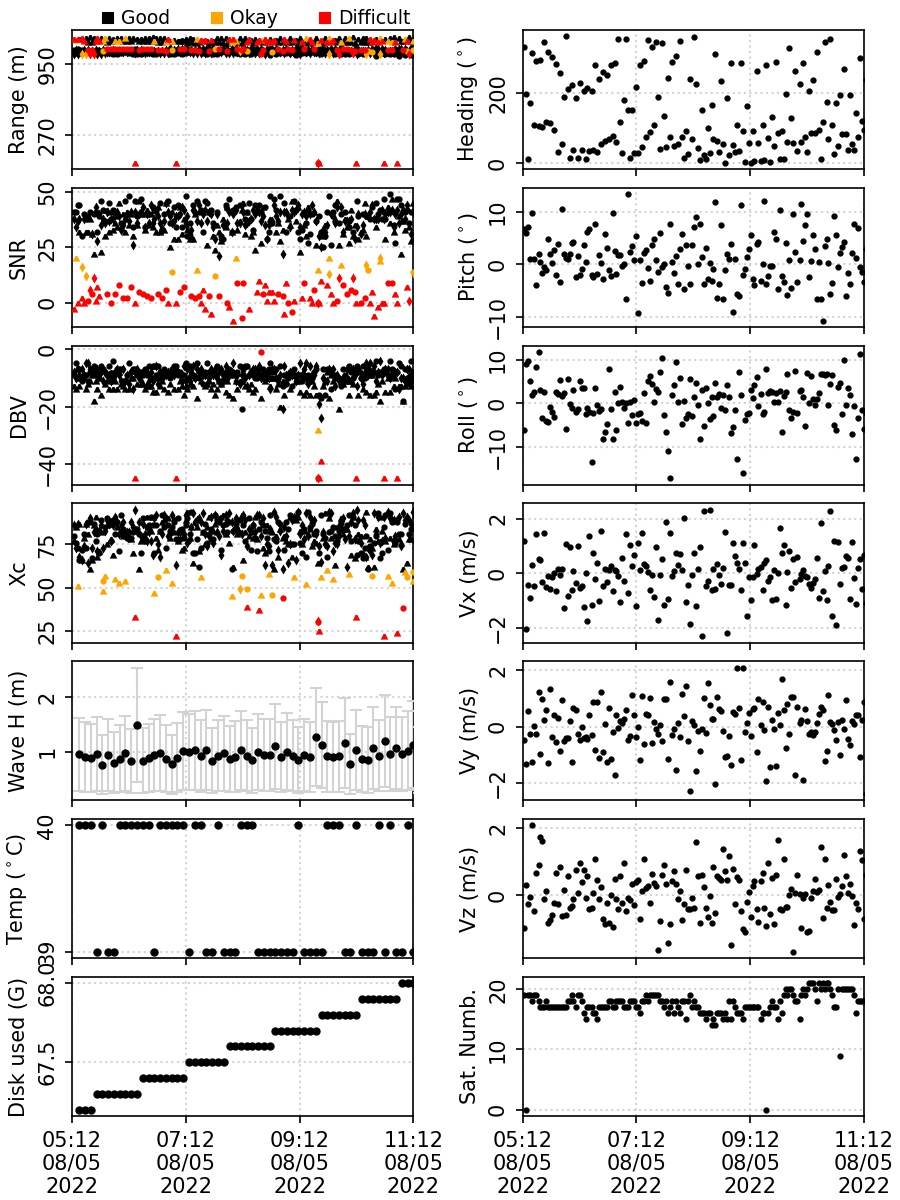 Good Okay Difficult
Range (m)
950
270
Heading (°)
200
0
SNR
50
25
0
Pitch (°)
10
0
−10
DBV
0
−20
−40
Roll (°)
10
0
−10
Xc
75
50
25
Vx (m/s)
2
0
−2
Wave H (m)
2
1
Vy (m/s)
2
0
−2
Temp (°C)
40
39
Vz (m/s)
2
0
Disk used (G)
68.0
67.5
Sat. Numb.
20
10
0
05:12 07:12 09:12 11:12
08/05 08/05 08/05 08/05
2022 2022 2022 2022
05:12 07:12 09:12 11:12
08/05 08/05 08/05 08/05
2022 2022 2022 2022